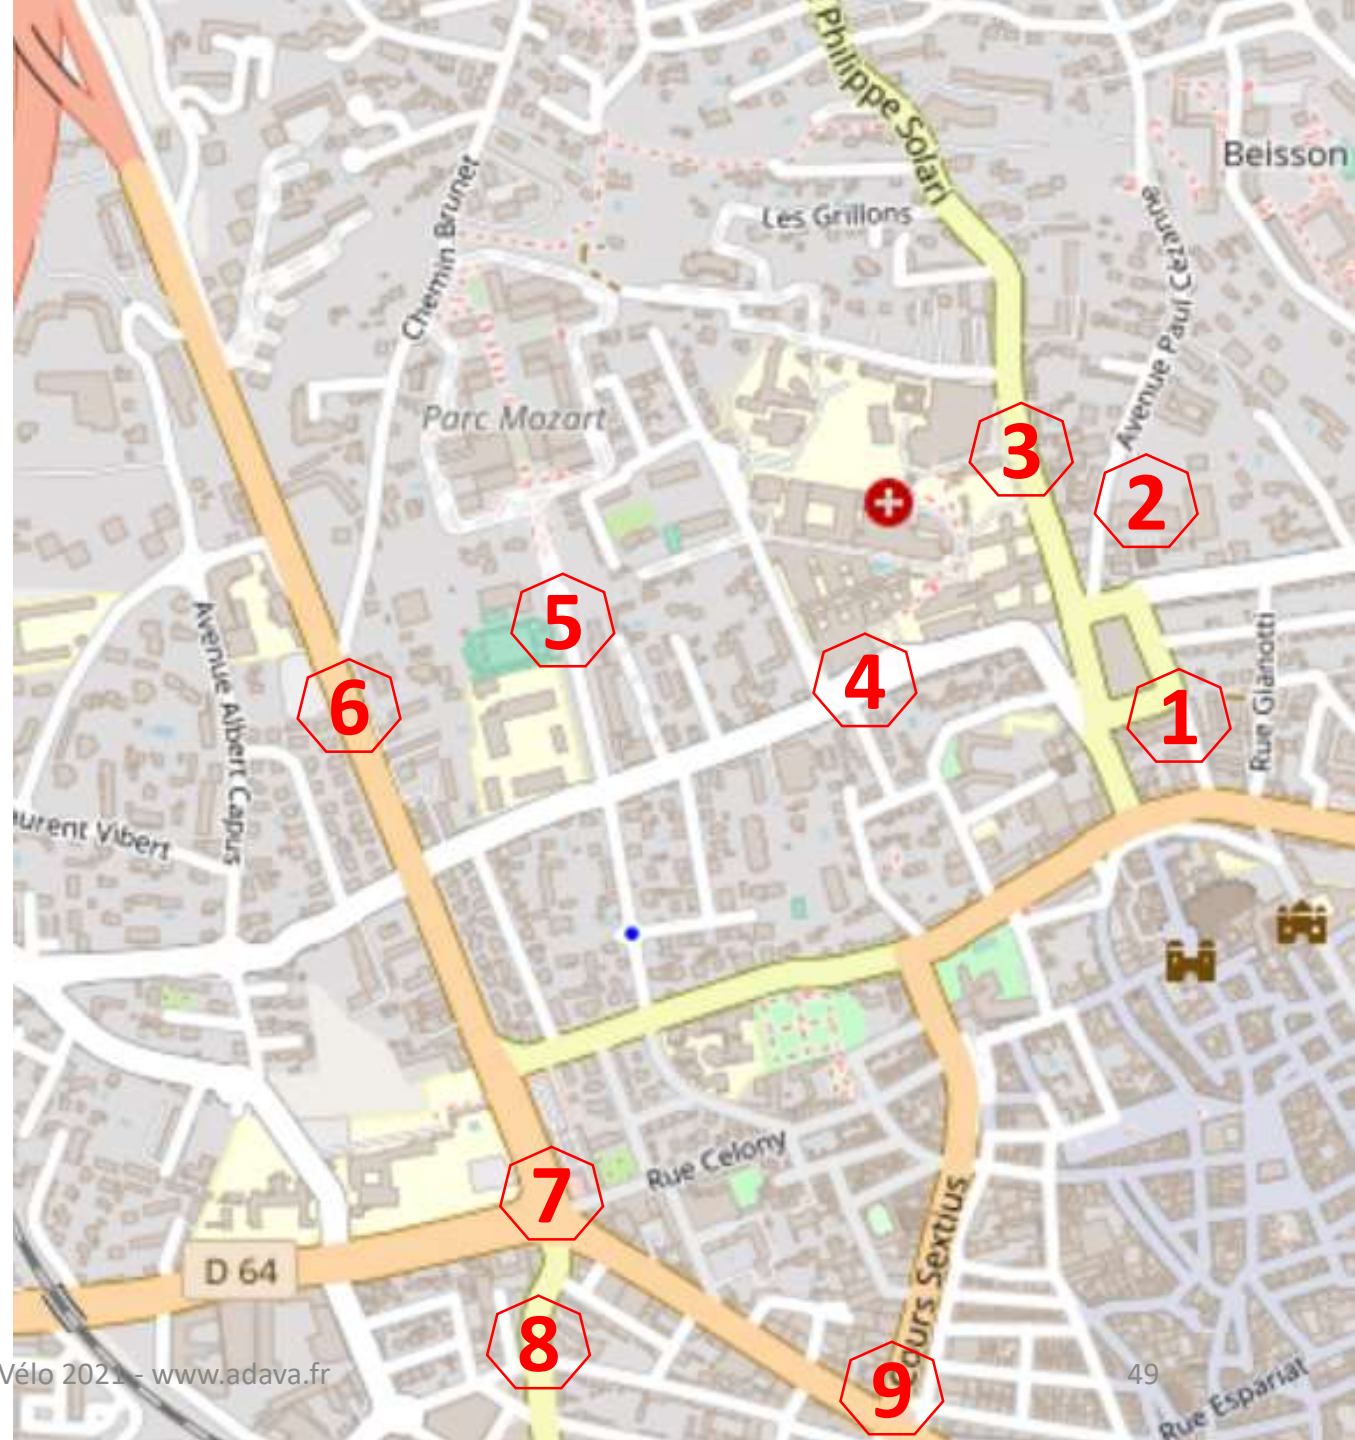 Philippe Solari
Beisson
Chemin Brunet
Les Grillons
Avenue Paul Cézanne
Parc Mozart
3
2
5
Avenue Albert Capus
Rue Gianotti
4
6
1
aurent Vibert
Rue Celony
7
D 64
Cours Sextius
8
9
Vélo 2021 - www.adava.fr
49
Rue Espariat